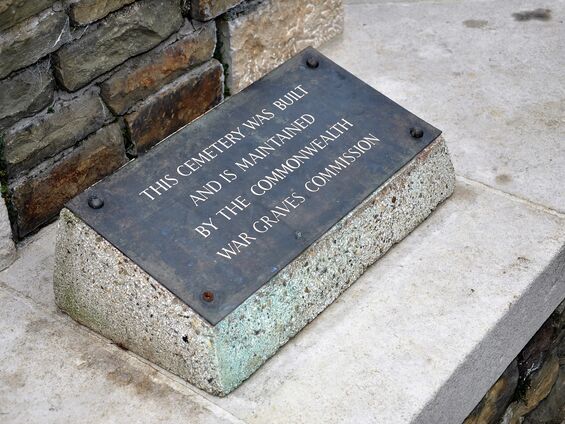 THIS CEMETERY WAS BUILT
AND IS MAINTAINED
BY THE COMMONWEALTH
WAR GRAVES COMMISSION